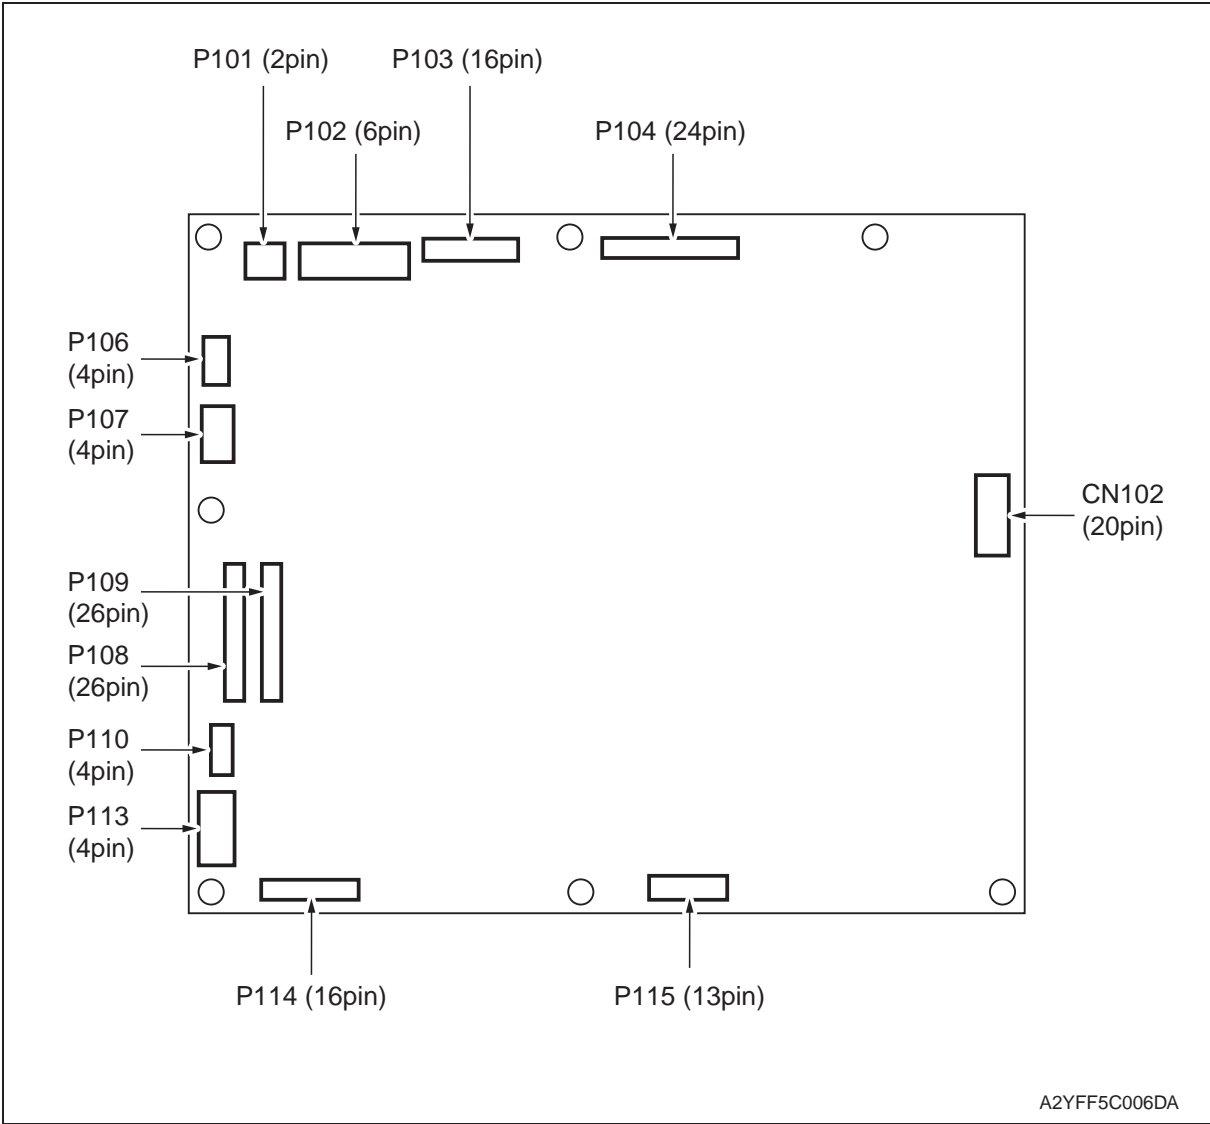 P101 (2pin)
P103 (16pin)
P102 (6pin)
P104 (24pin)
P106
(4pin)
P107
(4pin)
CN102
(20pin)
P109
(26pin)
P108
(26pin)
P110
(4pin)
P113
(4pin)
P114 (16pin)
P115 (13pin)
A2YFF5C006DA